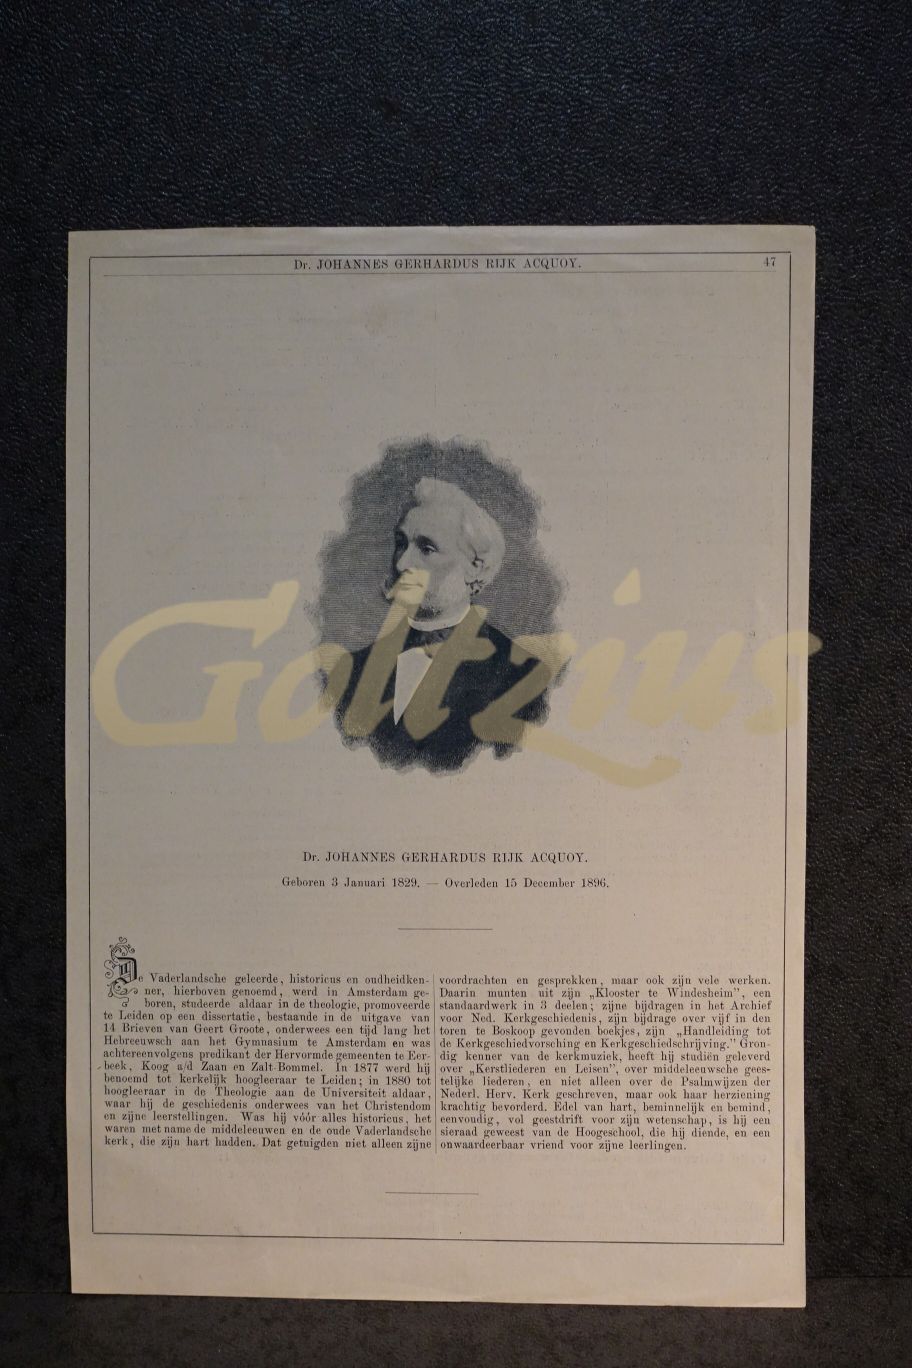 Dr. JOHANNES GERHARDUS RIJK ACQUOY.
47
Goltzius
Dr. JOHANNES GERHARDUS RIJK ACQUOY.
Geboren 3 Januari 1829. — Overleden 15 December 1896.
De Vaderlandsche geleerde, historicus en oudheidken-
ner, hierboven genoemd, werd in Amsterdam ge-
boren, studeerde aldaar in de theologie, promoveerde
te Leiden op een dissertatie, bestaande in de uitgave van
14 Brieven van Geert Groote, onderwees een tijd lang het
Hebreeuwsch aan het Gymnasium te Amsterdam en was
achtereenvolgens predikant der Hervormde gemeenten te Eer-
beek, Koog a/d Zaan en Zalt-Bommel. In 1877 werd hij
benoemd tot kerkelijk hoogleeraar te Leiden; in 1880 tot
hoogleeraar in de Theologie aan de Universiteit aldaar,
waar hij de geschiedenis onderwees van het Christendom
en zijne leerstellingen. Was hij vóór alles historicus, het
waren met name de middeleeuwen en de oude Vaderlandsche
kerk, die zijn hart hadden. Dat getuigden niet alleen zijne
voordrachten en gesprekken, maar ook zijn vele werken.
Daarin munten uit zijn „Klooster te Windesheim”, een
standaardwerk in 3 deelen; zijne bijdragen in het Archief
voor Ned. Kerkgeschiedenis, zijn bijdrage over vijf in den
toren te Boskoop gevonden boekjes, zijn „Handleiding tot
de Kerkgeschiedvorsching en Kerkgeschiedschrijving.” Gron-
dig kenner van de kerkmuziek, heeft hij studiën geleverd
over „Kerstliederen en Leisen”, over middeleeuwsche gees-
telijke liederen, en niet alleen over de Psalmwijzen der
Nederl. Herv. Kerk geschreven, maar ook haar herziening
krachtig bevorderd. Edel van hart, beminnelijk en bemind,
eenvoudig, vol geestdrift voor zijn wetenschap, is hij een
sieraad geweest van de Hoogeschool, die hij diende, en een
onwaardeerbaar vriend voor zijne leerlingen.